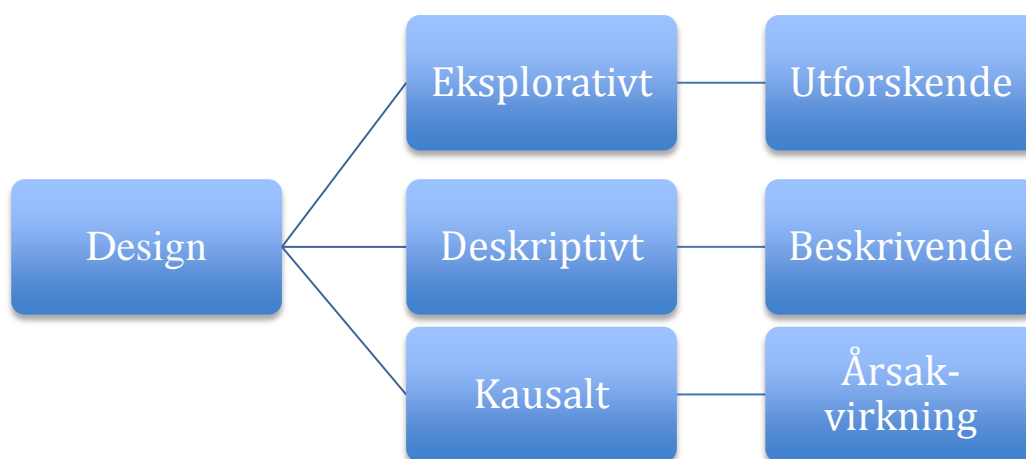 Eksplorativt
Utforskende
Design
Deskriptivt
Beskrivende
Kausalt
Årsak-
virkning